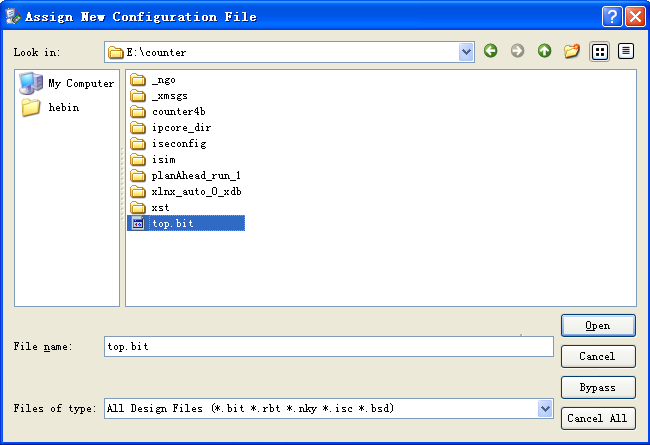 Assign New Configuration File
Look in:
E:\counter
My Computer
hebin
_ngo
_xmsgs
counter4b
ipcore_dir
iseconfig
isim
planAhead_run_1
xlnx_auto_0_xdb
xst
top.bit
Open
File name:
top.bit
Cancel
Bypass
Files of type:
All Design Files (*.bit *.rbt *.nky *.isc *.bsd)
Cancel All